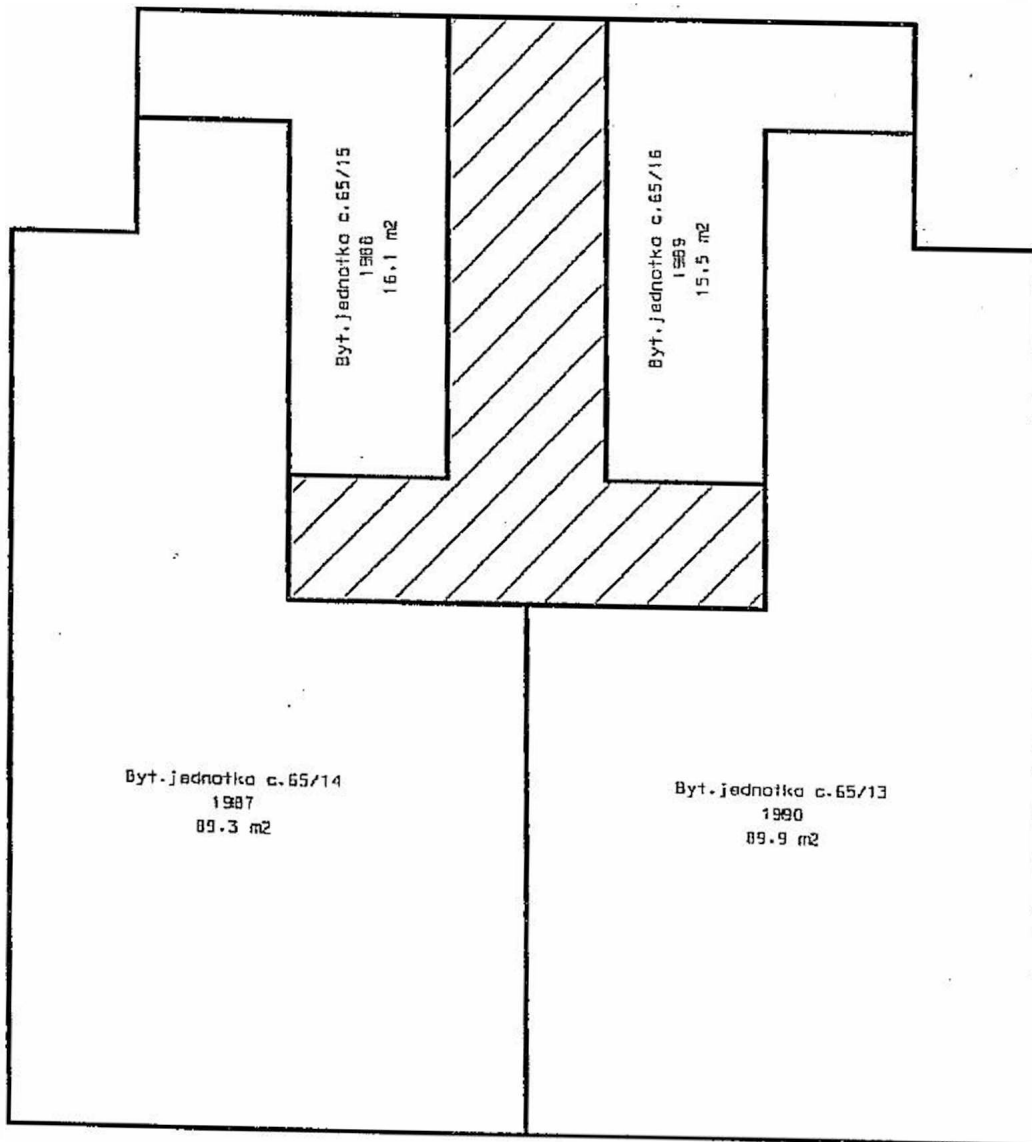 Byt.jednotka c.65/15
1988
16.1 m2
Byt.jednotka c.65/16
1989
15.5 m2
Byt.jednotka c.65/14
1987
89.3 m2
Byt.jednotka c.65/13
1990
89.9 m2